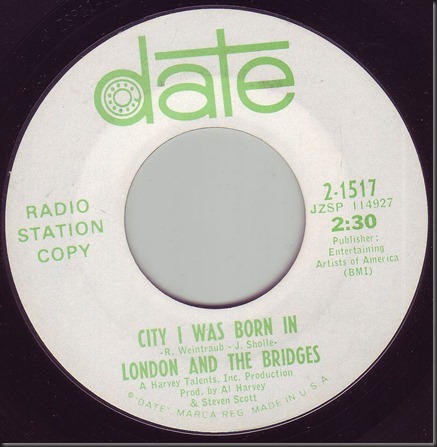 date
RADIO
STATION
COPY
2-1517
JZSP 114927
2:30
Publisher:
Entertaining
Artists of America
(BMI)
CITY I WAS BORN IN
-R. Weintraub - J. Sholle-
LONDON AND THE BRIDGES
A Harvey Talents, Inc. Production
Prod. by Al Harvey
& Steven Scott
℗ "DATE" MARCA REG. MADE IN U.S.A.